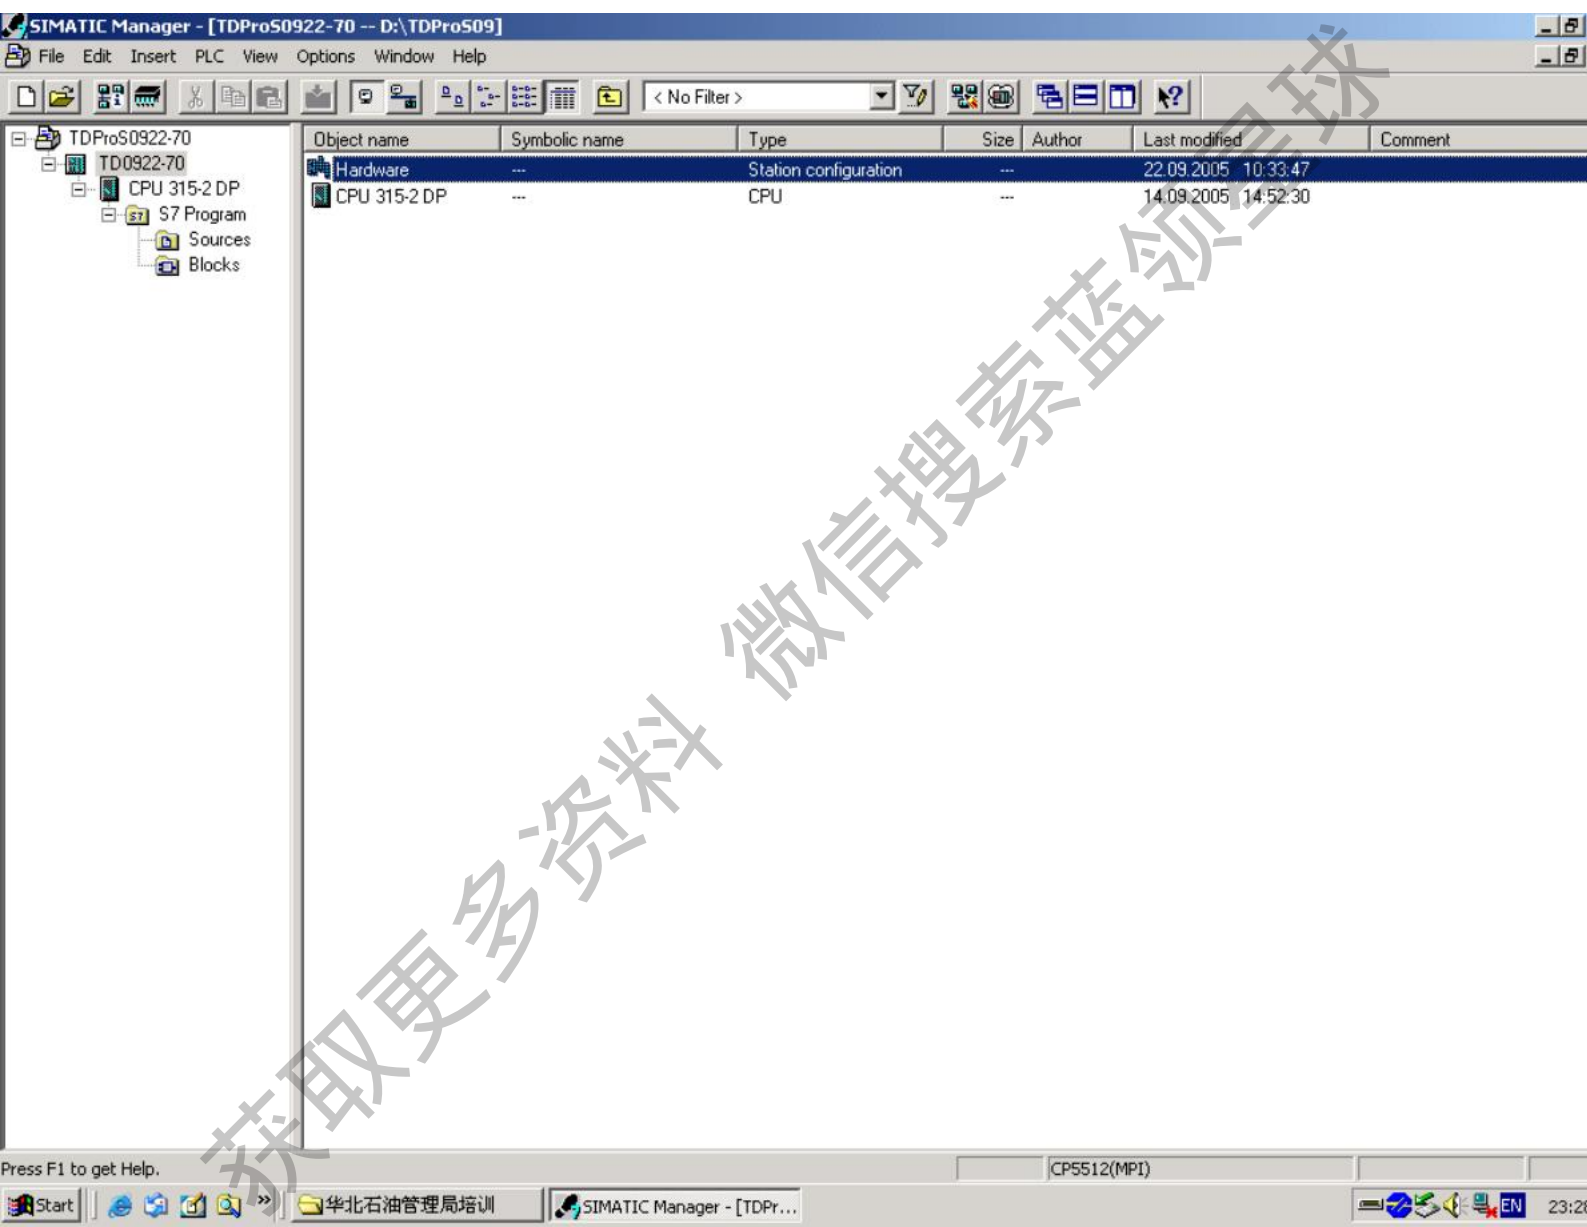 SIMATIC Manager - [TDProS0922-70 -- D:\TDProS09]
File Edit Insert PLC View Options Window Help
< No Filter >
TDProS0922-70
TD0922-70
CPU 315-2 DP
S7 Program
Sources
Blocks
Object name Symbolic name Type Size Author Last modified Comment
Hardware --- Station configuration --- 22.09.2005 10:33:47
CPU 315-2 DP --- CPU --- 14.09.2005 14:52:30
获取更多资料 微信搜索蓝领星球
Press F1 to get Help.
CP5512(MPI)
Start
华北石油管理局培训
SIMATIC Manager - [TDPr...
EN
23:28